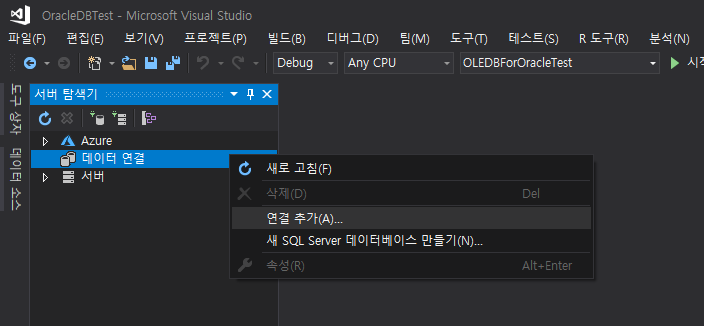 OracleDBTest - Microsoft Visual Studio
파일(F) 편집(E) 보기(V) 프로젝트(P) 빌드(B) 디버그(D) 팀(M) 도구(T) 테스트(S) R 도구(R) 분석(N)
Debug Any CPU OLEDBForOracleTest
도구 상자
데이터 소스
서버 탐색기
Azure
데이터 연결
서버
새로 고침(F)
삭제(D) Del
연결 추가(A)...
새 SQL Server 데이터베이스 만들기(N)...
속성(R) Alt+Enter